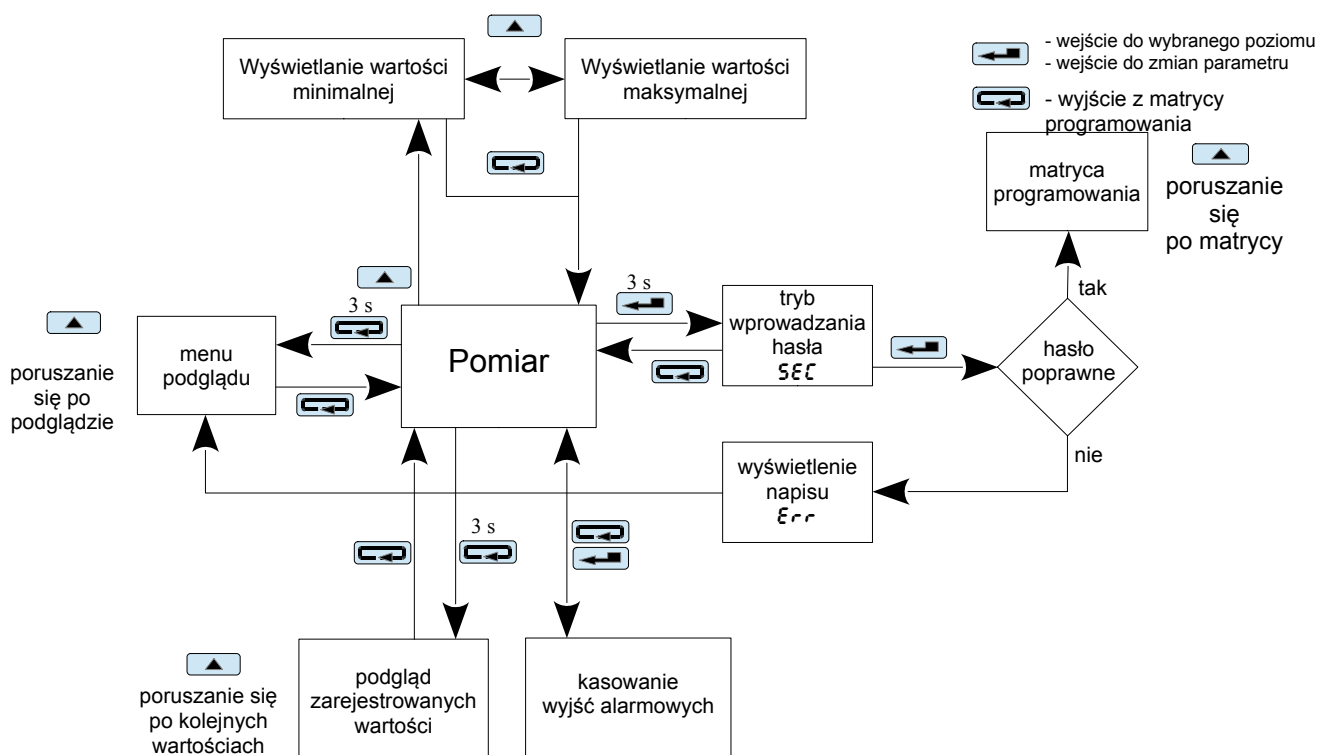 Wyświetlanie wartości
minimalnej
Wyświetlanie wartości
maksymalnej
- wejście do wybranego poziomu
- wejście do zmian parametru
- wyjście z matrycy
programowania
matryca
programowania
poruszanie
się
po matrycy
3 s
menu
podglądu
poruszanie
się po
podglądzie
Pomiar
3 s
tryb
wprowadzania
hasła
SEC
tak
hasło
poprawne
nie
wyświetlenie
napisu
Err
3 s
podgląd
zarejestrowanych
wartości
kasowanie
wyjść alarmowych
poruszanie się
po kolejnych
wartościach